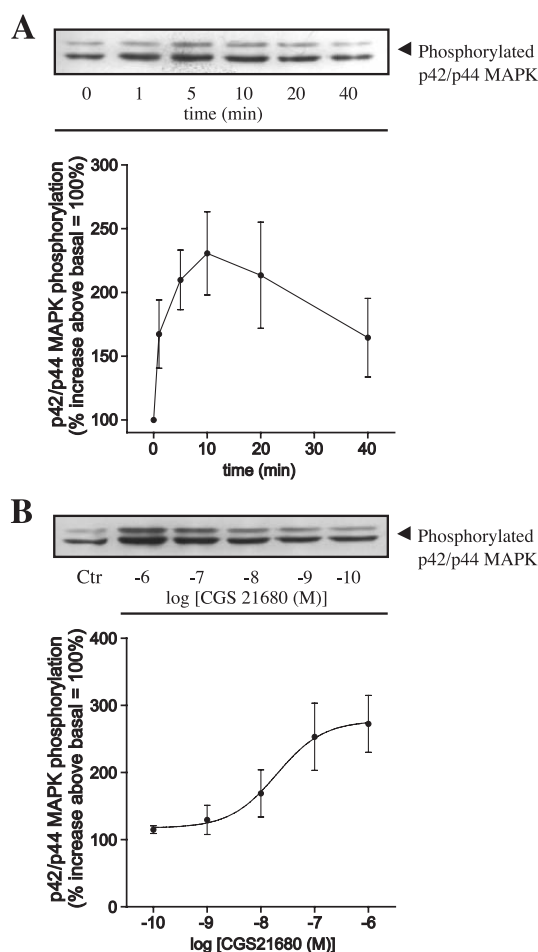 A
Phosphorylated
p42/p44 MAPK
0 1 5 10 20 40
time (min)
p42/p44 MAPK phosphorylation
(% increase above basal = 100%)
300
250
200
150
100
0 10 20 30 40
time (min)
B
Phosphorylated
p42/p44 MAPK
Ctr -6 -7 -8 -9 -10
log [CGS 21680 (M)]
p42/p44 MAPK phosphorylation
(% increase above basal = 100%)
400
300
200
100
0
-10 -9 -8 -7 -6
log [CGS21680 (M)]